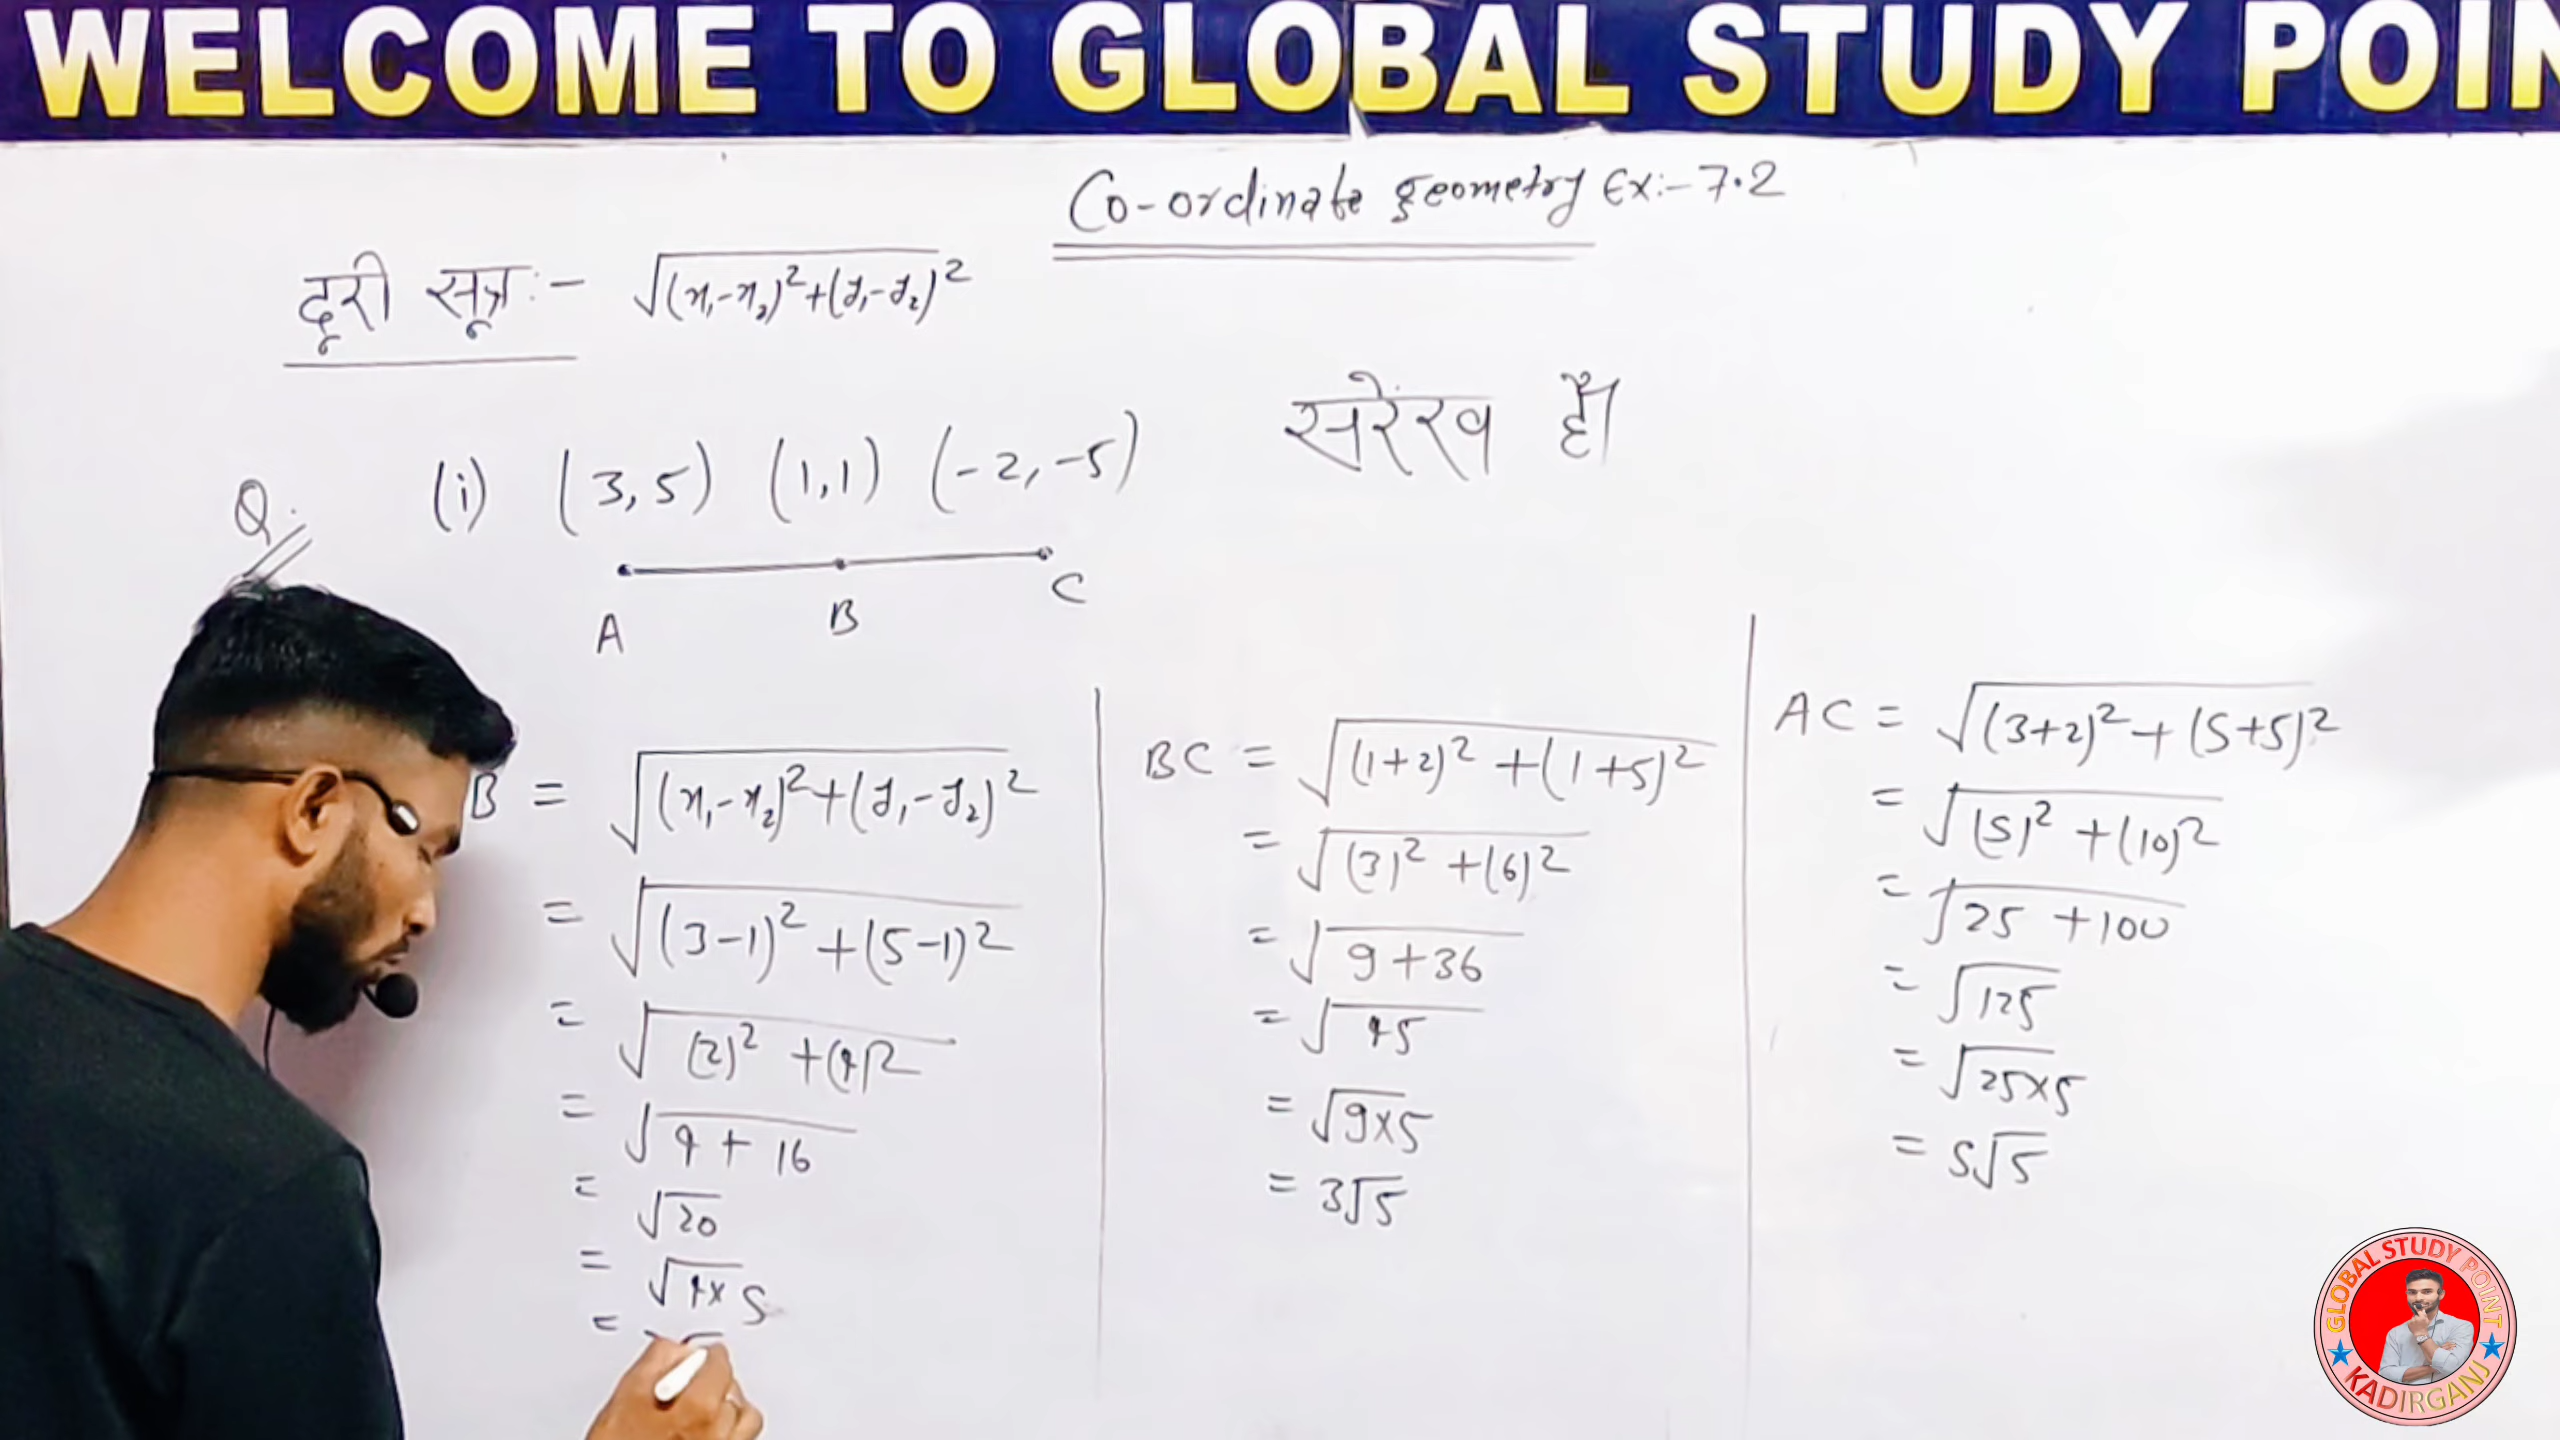 WELCOME TO GLOBAL STUDY POIN
Co-ordinate geometry Ex:- 7.2
दूरी सूत्र :- √(x₁-x₂)²+(y₁-y₂)²
सरेंख हैं।
Q. (i) (3,5) (1,1) (-2,-5)
A B C
B = √(x₁-x₂)²+(y₁-y₂)²
= √(3-1)²+(5-1)²
= √(2)²+(4)²
= √4+16
= √20
= √4×5
=
BC = √(1+2)²+(1+5)²
= √(3)²+(6)²
= √9+36
= √45
= √9×5
= 3√5
AC = √(3+2)²+(5+5)²
= √(5)²+(10)²
= √25+100
= √125
= √25×5
= 5√5
GLOBAL STUDY POINT
KADIRGANJ